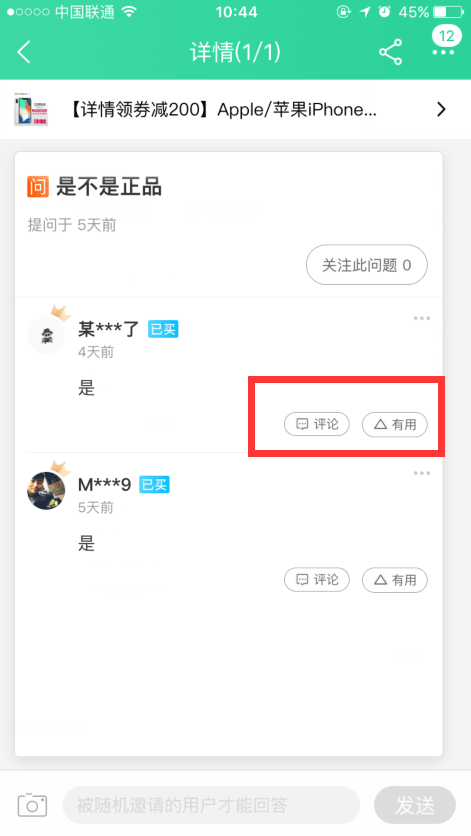 中国联通 10:44 45%
详情(1/1)
12
【详情领券减200】Apple/苹果iPhone...
问 是不是正品
提问于 5天前
关注此问题 0
某***了 已买
4天前
是
评论 有用
M***9 已买
5天前
是
评论 有用
被随机邀请的用户才能回答 发送